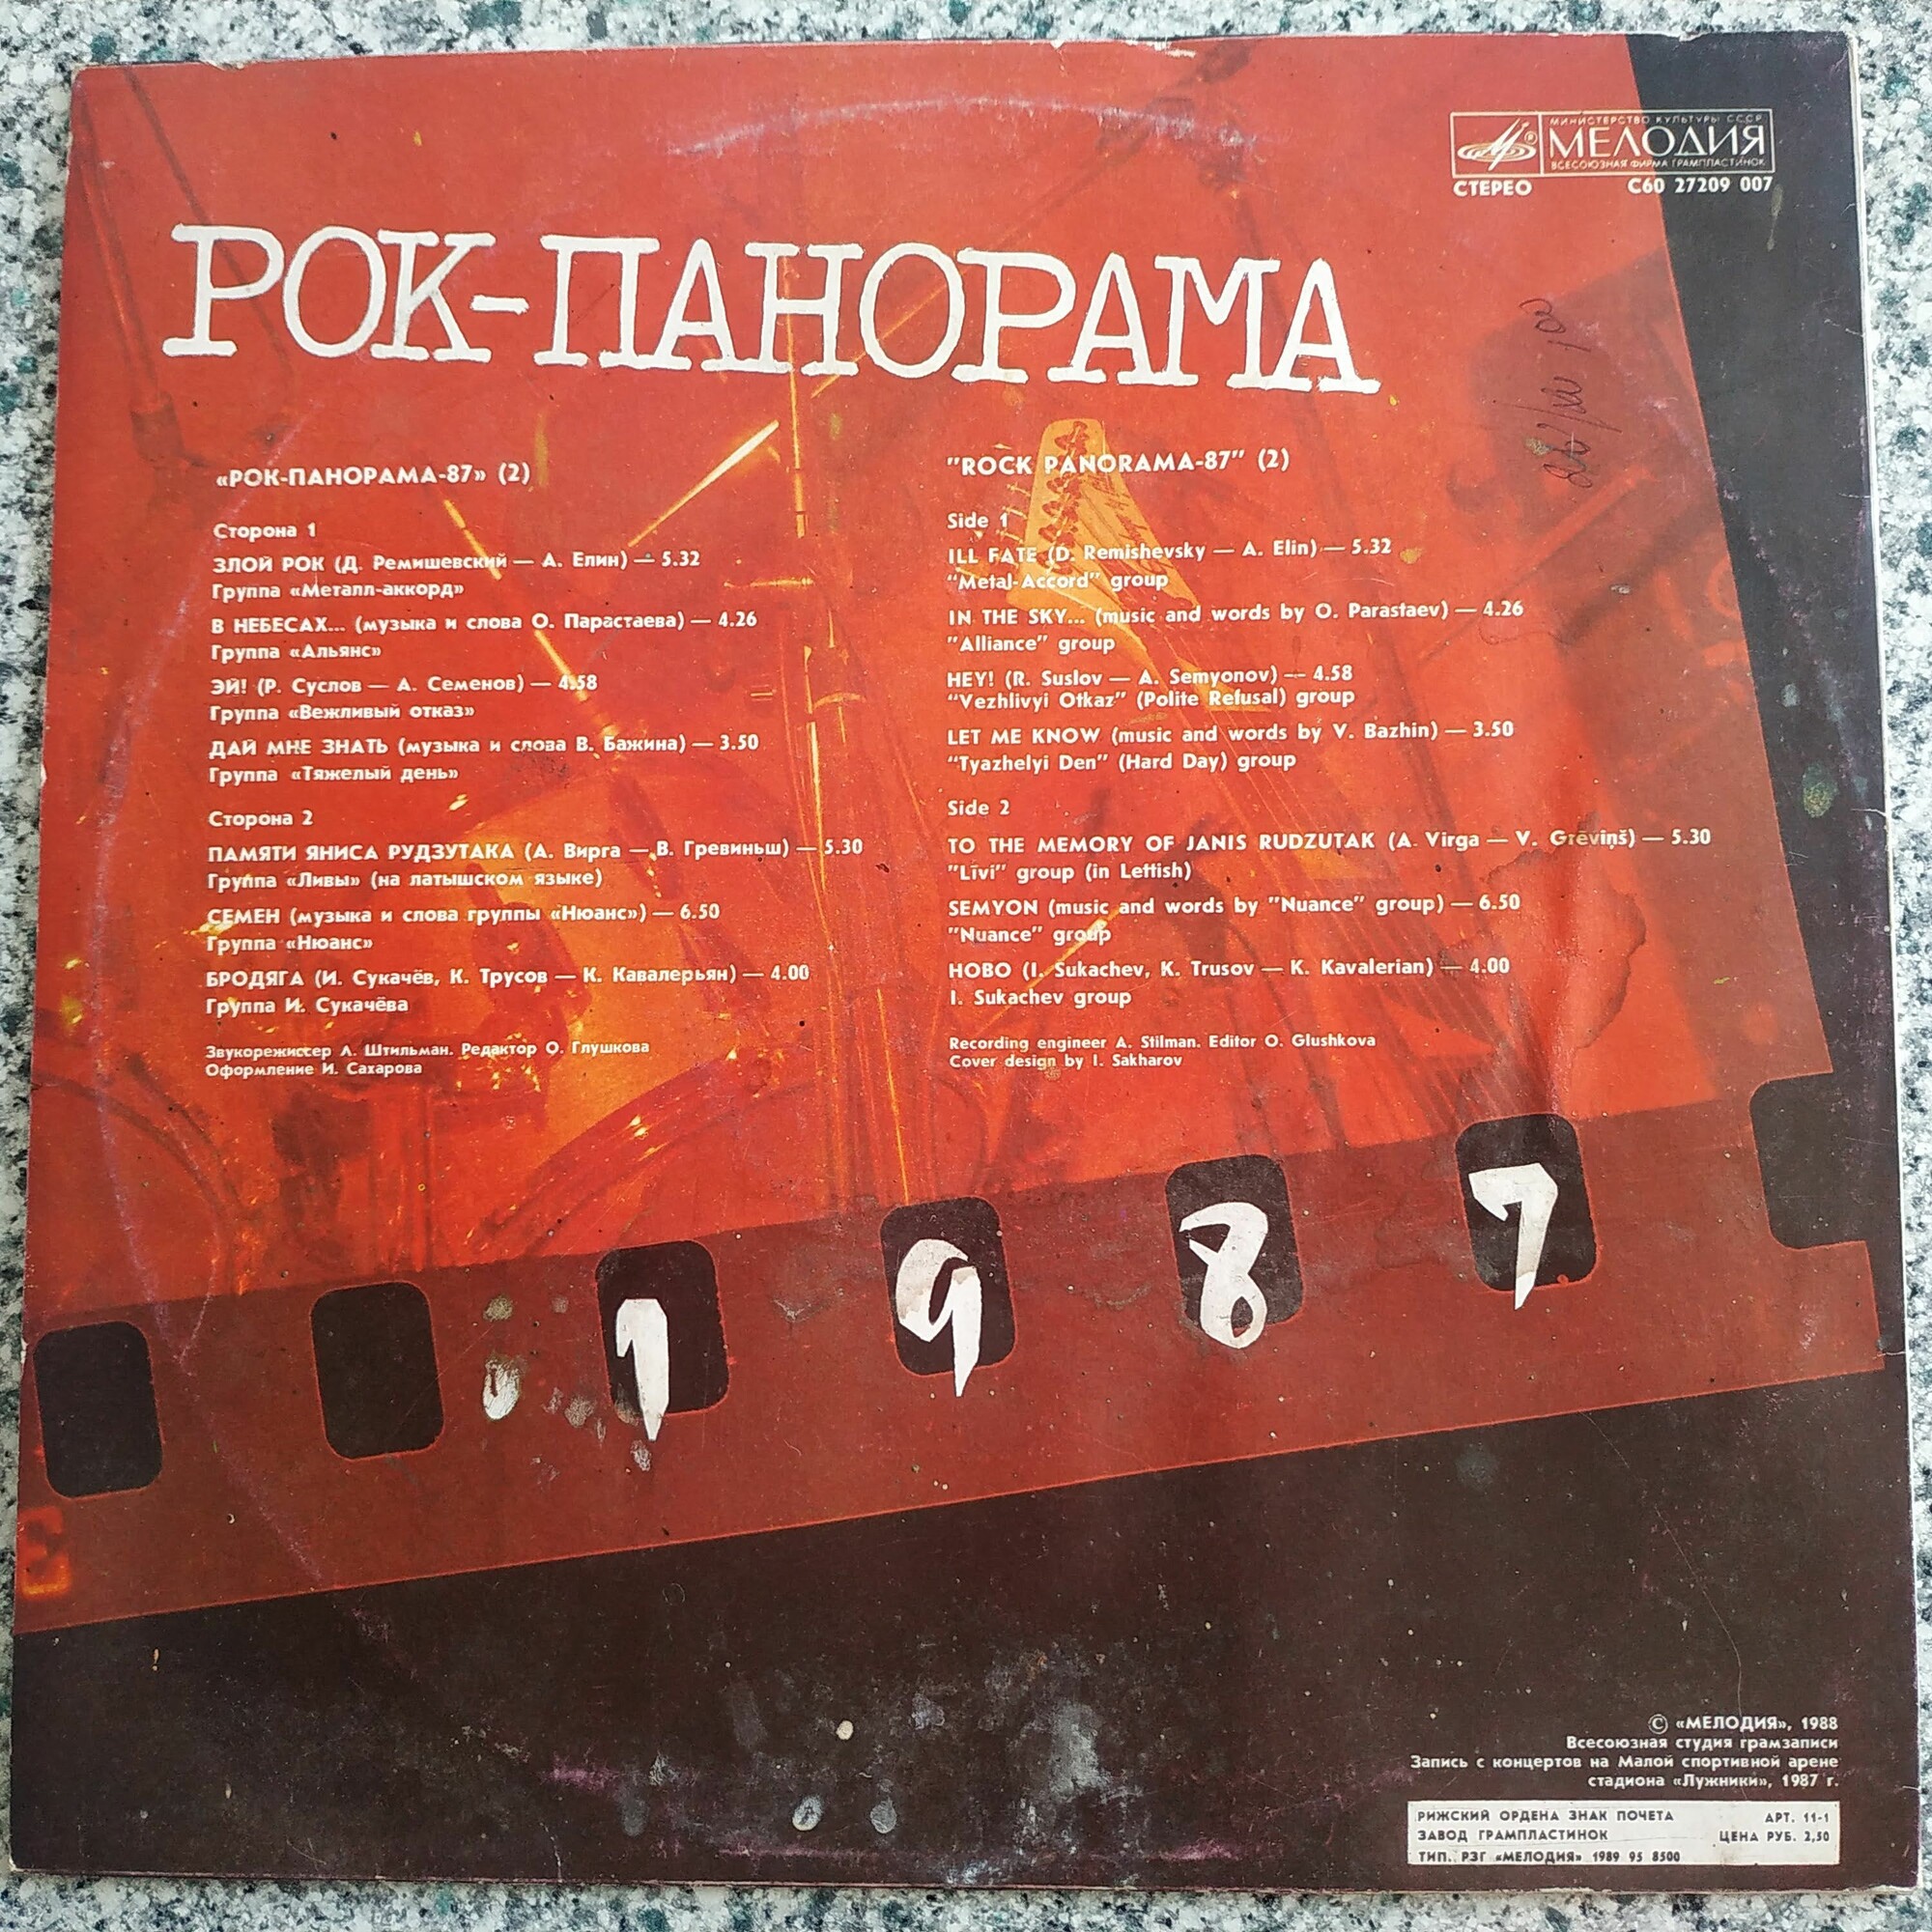 МИНИСТЕРСТВО КУЛЬТУРЫ СССР
МЕЛОДИЯ
ВСЕСОЮЗНАЯ ФИРМА ГРАМПЛАСТИНОК
СТЕРЕО С60 27209 007
РОК-ПАНОРАМА
«РОК-ПАНОРАМА-87» (2)
Сторона 1
ЗЛОЙ РОК (Д. Ремишевский — А. Елин) — 5.32
Группа «Металл-аккорд»
В НЕБЕСАХ... (музыка и слова О. Парастаева) — 4.26
Группа «Альянс»
ЭЙ! (Р. Суслов — А. Семенов) — 4.58
Группа «Вежливый отказ»
ДАЙ МНЕ ЗНАТЬ (музыка и слова В. Бажина) — 3.50
Группа «Тяжелый день»
Сторона 2
ПАМЯТИ ЯНИСА РУДЗУТАКА (А. Вирга — В. Гревиньш) — 5.30
Группа «Ливы» (на латышском языке)
СЕМЕН (музыка и слова группы «Нюанс») — 6.50
Группа «Нюанс»
БРОДЯГА (И. Сукачёв, К. Трусов — К. Кавалерьян) — 4.00
Группа И. Сукачёва
Звукорежиссер А. Штильман. Редактор О. Глушкова
Оформление И. Сахарова
"ROCK PANORAMA-87" (2)
Side 1
ILL FATE (D. Remishevsky — A. Elin) — 5.32
"Metal-Accord" group
IN THE SKY... (music and words by O. Parastaev) — 4.26
"Alliance" group
HEY! (R. Suslov — A. Semyonov) — 4.58
"Vezhlivyi Otkaz" (Polite Refusal) group
LET ME KNOW (music and words by V. Bazhin) — 3.50
"Tyazhelyi Den" (Hard Day) group
Side 2
TO THE MEMORY OF JANIS RUDZUTAK (A. Virga — V. Grēviņš) — 5.30
"Līvi" group (in Lettish)
SEMYON (music and words by "Nuance" group) — 6.50
"Nuance" group
HOBO (I. Sukachev, K. Trusov — K. Kavalerian) — 4.00
I. Sukachev group
Recording engineer A. Stilman. Editor O. Glushkova
Cover design by I. Sakharov
1987
© «МЕЛОДИЯ», 1988
Всесоюзная студия грамзаписи
Запись с концертов на Малой спортивной арене
стадиона «Лужники», 1987 г.
РИЖСКИЙ ОРДЕНА ЗНАК ПОЧЕТА АРТ. 11-1
ЗАВОД ГРАМПЛАСТИНОК ЦЕНА РУБ. 2,50
ТИП. РЗГ «МЕЛОДИЯ» 1989 95 8500